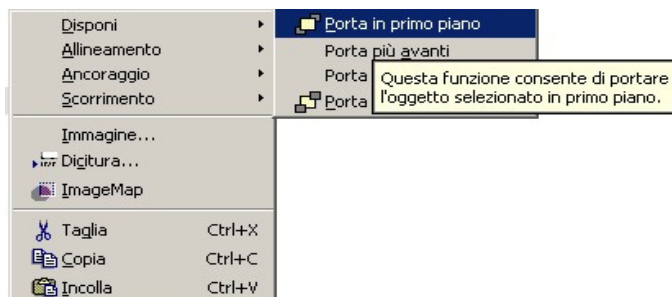 Disponi
Allineamento
Ancoraggio
Scorrimento
Immagine...
Dicitura...
ImageMap
Taglia Ctrl+X
Copia Ctrl+C
Incolla Ctrl+V
Porta in primo piano
Porta più avanti
Porta
Porta
Questa funzione consente di portare
l'oggetto selezionato in primo piano.